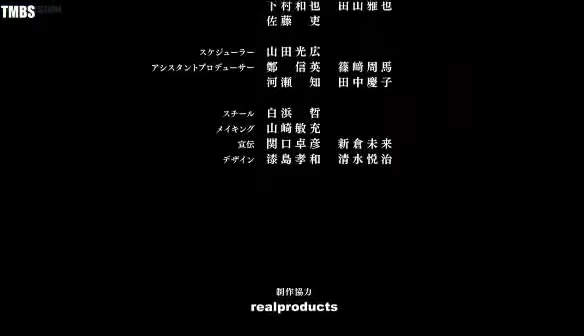 TMBS
下村和也 田山雅也
佐藤 吏
スケジューラー 山田光広
アシスタントプロデューサー 鄭 信英 篠﨑周馬
河瀬 知 田中慶子
スチール 白浜 哲
メイキング 山﨑敏充
宣伝 関口卓彦 新倉未来
デザイン 漆島孝和 清水悦治
制作協力
realproducts